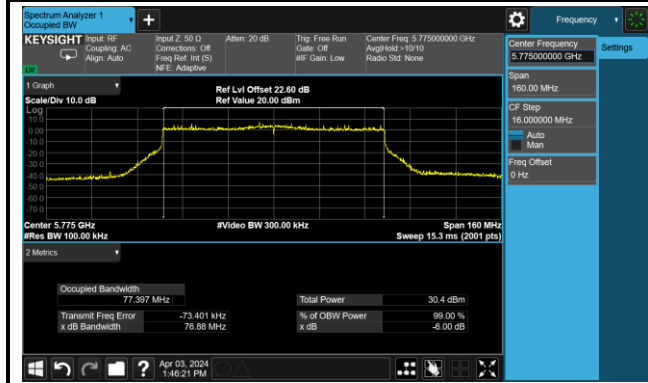 Spectrum Analyzer 1
Occupied BW
+
Frequency
KEYSIGHT
Input: RF
Coupling: AC
Align: Auto
Input Z: 50 Ω
Corrections: Off
Freq Ref: Int (S)
NFE: Adaptive
Atten: 20 dB
Trig: Free Run
Gate: Off
#IF Gain: Low
Center Freq: 5.775000000 GHz
Avg|Hold:>10/10
Radio Std: None
Center Frequency
5.775000000 GHz
Settings
Span
160.00 MHz
CF Step
16.000000 MHz
Auto
Man
Freq Offset
0 Hz
1 Graph
Scale/Div 10.0 dB
Ref Lvl Offset 22.60 dB
Ref Value 20.00 dBm
Log
10.0
0.00
-10.0
-20.0
-30.0
-40.0
-50.0
-60.0
-70.0
Center 5.775 GHz
#Res BW 100.00 kHz
#Video BW 300.00 kHz
Span 160 MHz
Sweep 15.3 ms (2001 pts)
2 Metrics
Occupied Bandwidth
77.397 MHz
Total Power 30.4 dBm
Transmit Freq Error -73.401 kHz
% of OBW Power 99.00 %
x dB Bandwidth 76.88 MHz
x dB -6.00 dB
?
Apr 03, 2024
1:46:21 PM